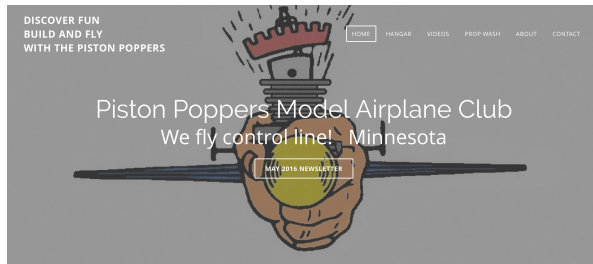 DISCOVER FUN
BUILD AND FLY
WITH THE PISTON POPPERS
HOME HANGAR VIDEOS PROP WASH ABOUT CONTACT
Piston Poppers Model Airplane Club
We fly control line! Minnesota
MAY 2016 NEWSLETTER